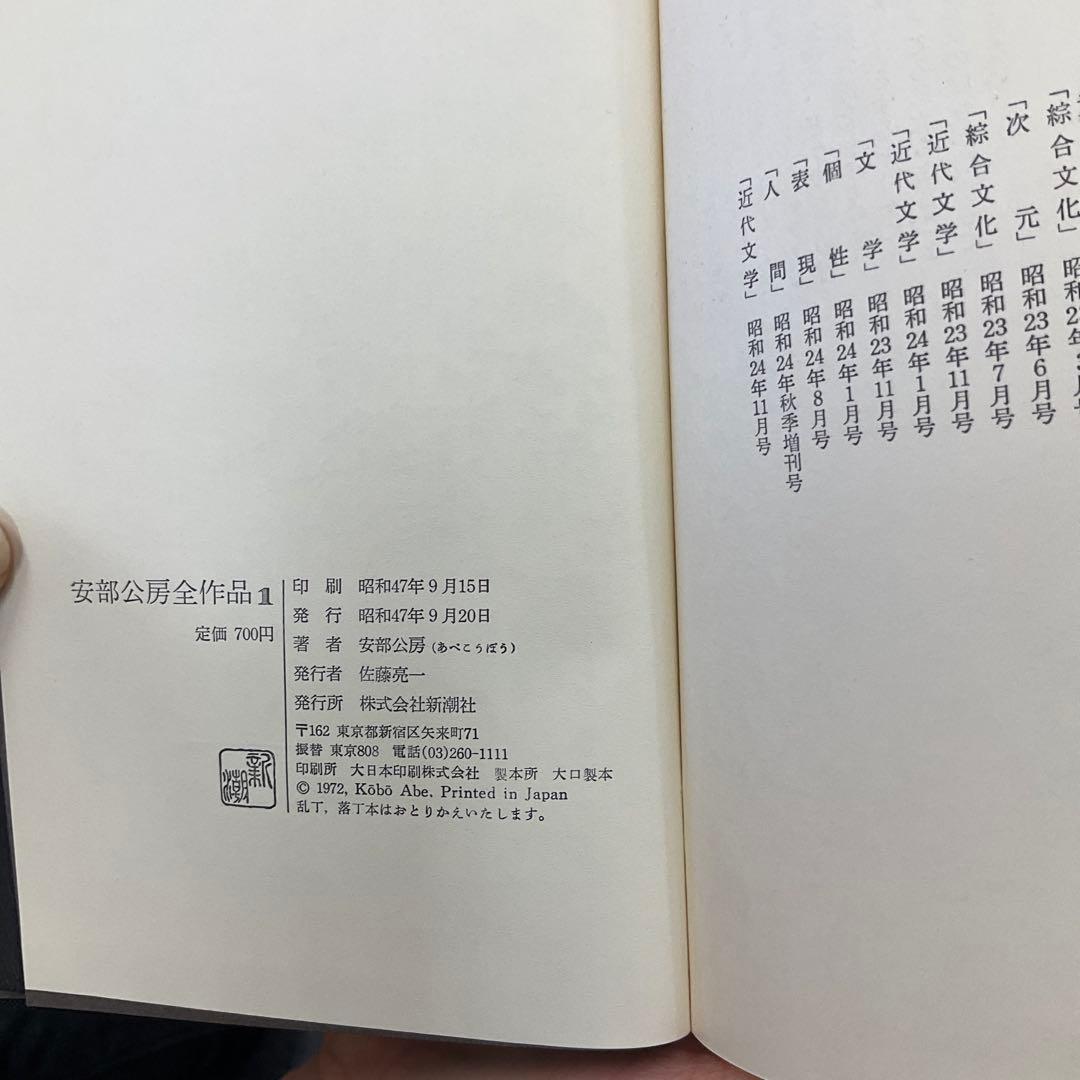 「綜合文化」
「次元」昭和23年6月号
「綜合文化」昭和23年7月号
「近代文学」昭和23年11月号
「近代文学」昭和24年1月号
「文学」昭和23年11月号
「個性」昭和24年1月号
「表現」昭和24年8月号
「人間」昭和24年秋季増刊号
「近代文学」昭和24年11月号
安部公房全作品1
定価 700円
印刷 昭和47年9月15日
発行 昭和47年9月20日
著者 安部公房(あべこうぼう)
発行者 佐藤亮一
発行所 株式会社新潮社
〒162 東京都新宿区矢来町71
振替 東京808 電話(03)260-1111
印刷所 大日本印刷株式会社 製本所 大口製本
© 1972, Kōbō Abe. Printed in Japan
乱丁,落丁本はおとりかえいたします。
新潮